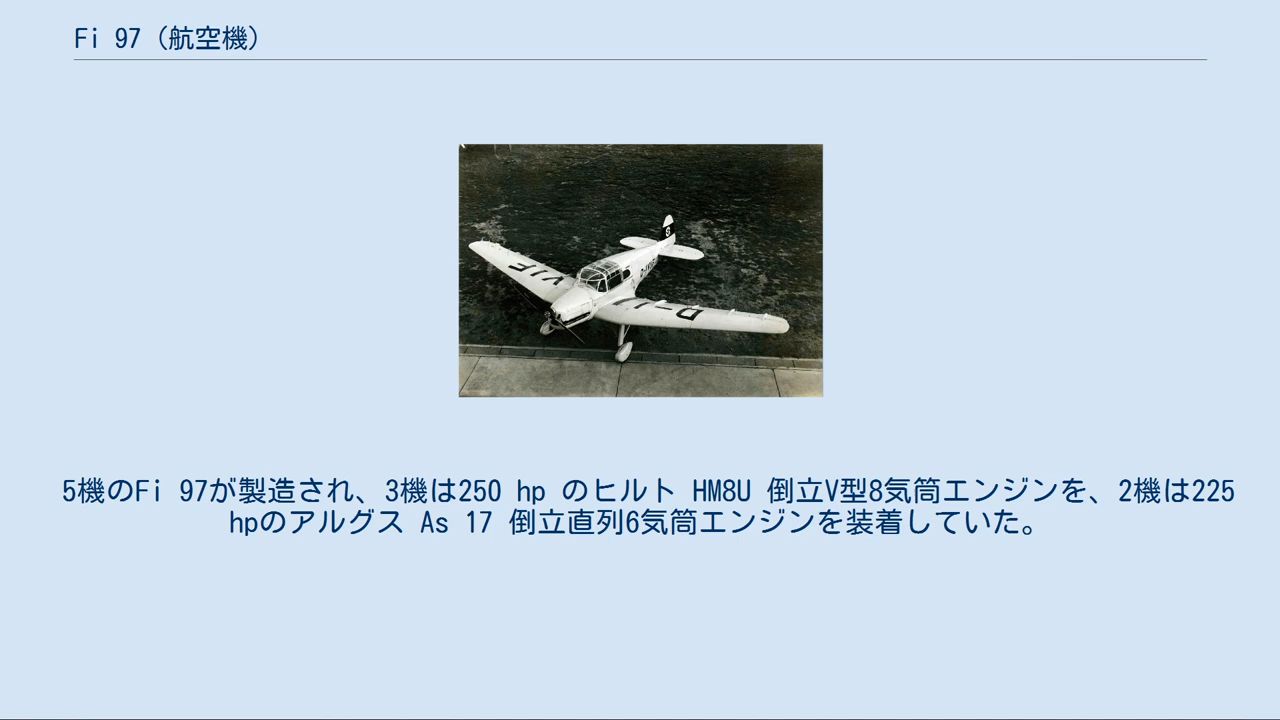 Fi 97（航空機）
5機のFi 97が製造され、3機は250 hp のヒルト HM8U 倒立V型8気筒エンジンを、2機は225
hpのアルグス As 17 倒立直列6気筒エンジンを装着していた。